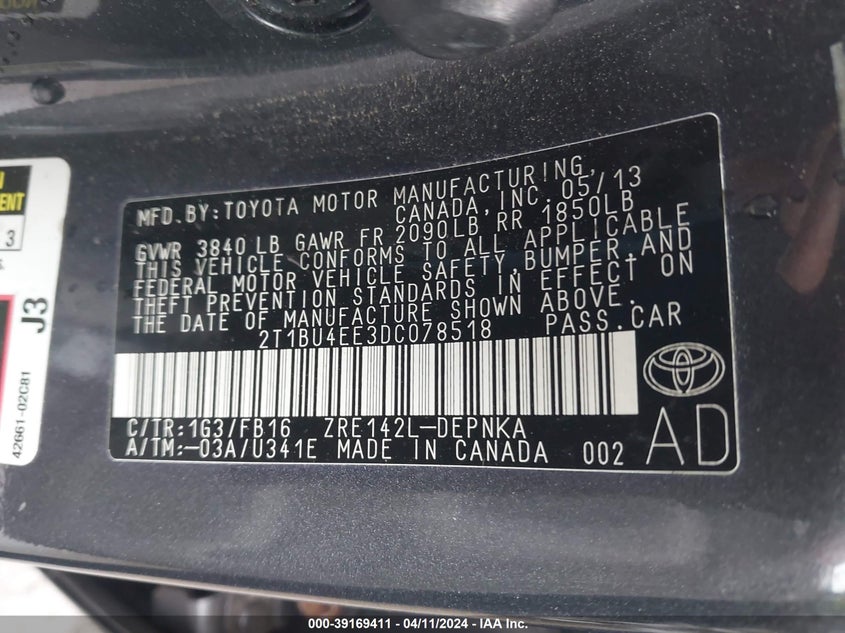 MFD.BY:TOYOTA MOTOR MANUFACTURING,
CANADA,INC. 05/13
GVWR 3840 LB GAWR FR 2090LB, RR 1850LB
THIS VEHICLE CONFORMS TO ALL APPLICABLE
FEDERAL MOTOR VEHICLE SAFETY,BUMPER,AND
THEFT PREVENTION STANDARDS IN EFFECT ON
THE DATE OF MANUFACTURE SHOWN ABOVE.
2T1BU4EE3DC078518 PASS.CAR
C/TR:1G3/FB16 ZRE142L-DEPNKA
A/TM:-03A/U341E MADE IN CANADA 002
AD
3
J3
42661-02C81
000-39169411 - 04/11/2024 - IAA Inc.